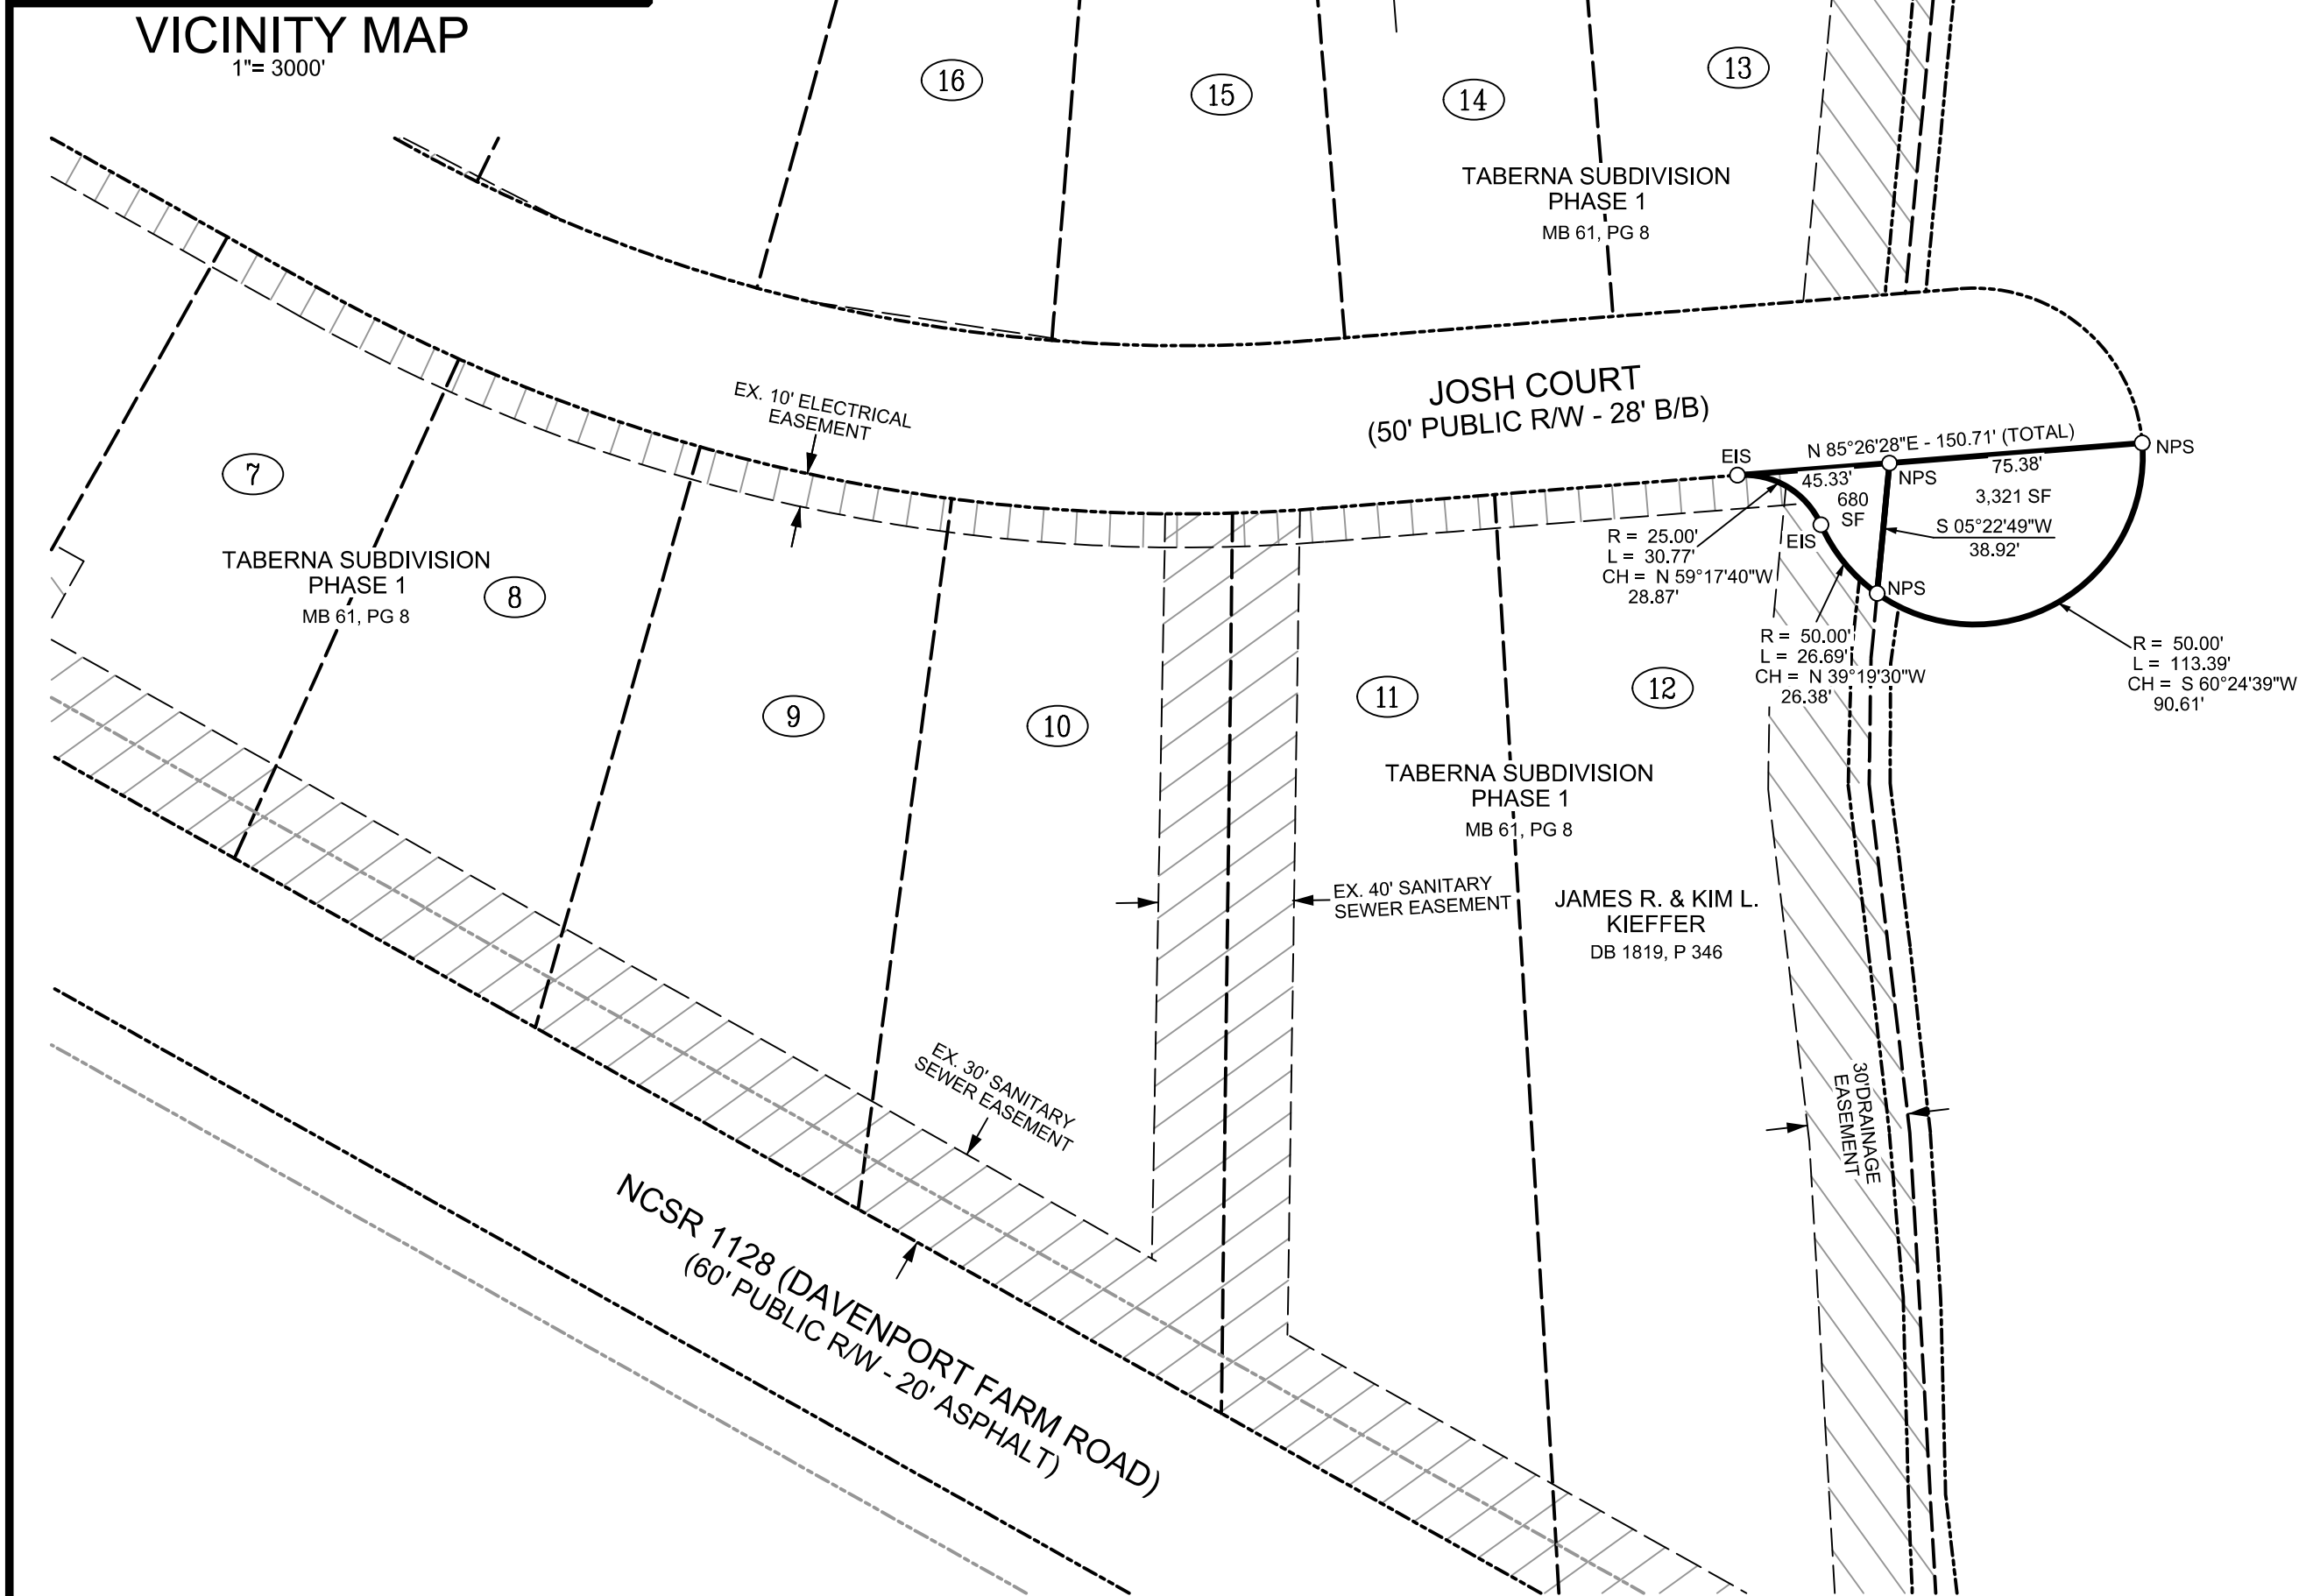 VICINITY MAP
1"= 3000'
16
15
14
13
TABERNA SUBDIVISION
PHASE 1
MB 61, PG 8
JOSH COURT
(50' PUBLIC R/W - 28' B/B)
EX. 10' ELECTRICAL
EASEMENT
EIS
N 85°26'28"E - 150.71' (TOTAL)
NPS
45.33'
NPS
75.38'
680
SF
3,321 SF
S 05°22'49"W
38.92'
EIS
NPS
R = 25.00'
L = 30.77'
CH = N 59°17'40"W
28.87'
R = 50.00'
L = 26.69'
CH = N 39°19'30"W
26.38'
R = 50.00'
L = 113.39'
CH = S 60°24'39"W
90.61'
7
TABERNA SUBDIVISION
PHASE 1
MB 61, PG 8
8
9
10
11
12
TABERNA SUBDIVISION
PHASE 1
MB 61, PG 8
EX. 40' SANITARY
SEWER EASEMENT
JAMES R. & KIM L.
KIEFFER
DB 1819, P 346
EX. 30' SANITARY
SEWER EASEMENT
30'DRAINAGE
EASEMENT
NCSR 1128 (DAVENPORT FARM ROAD)
(60' PUBLIC R/W - 20' ASPHALT)